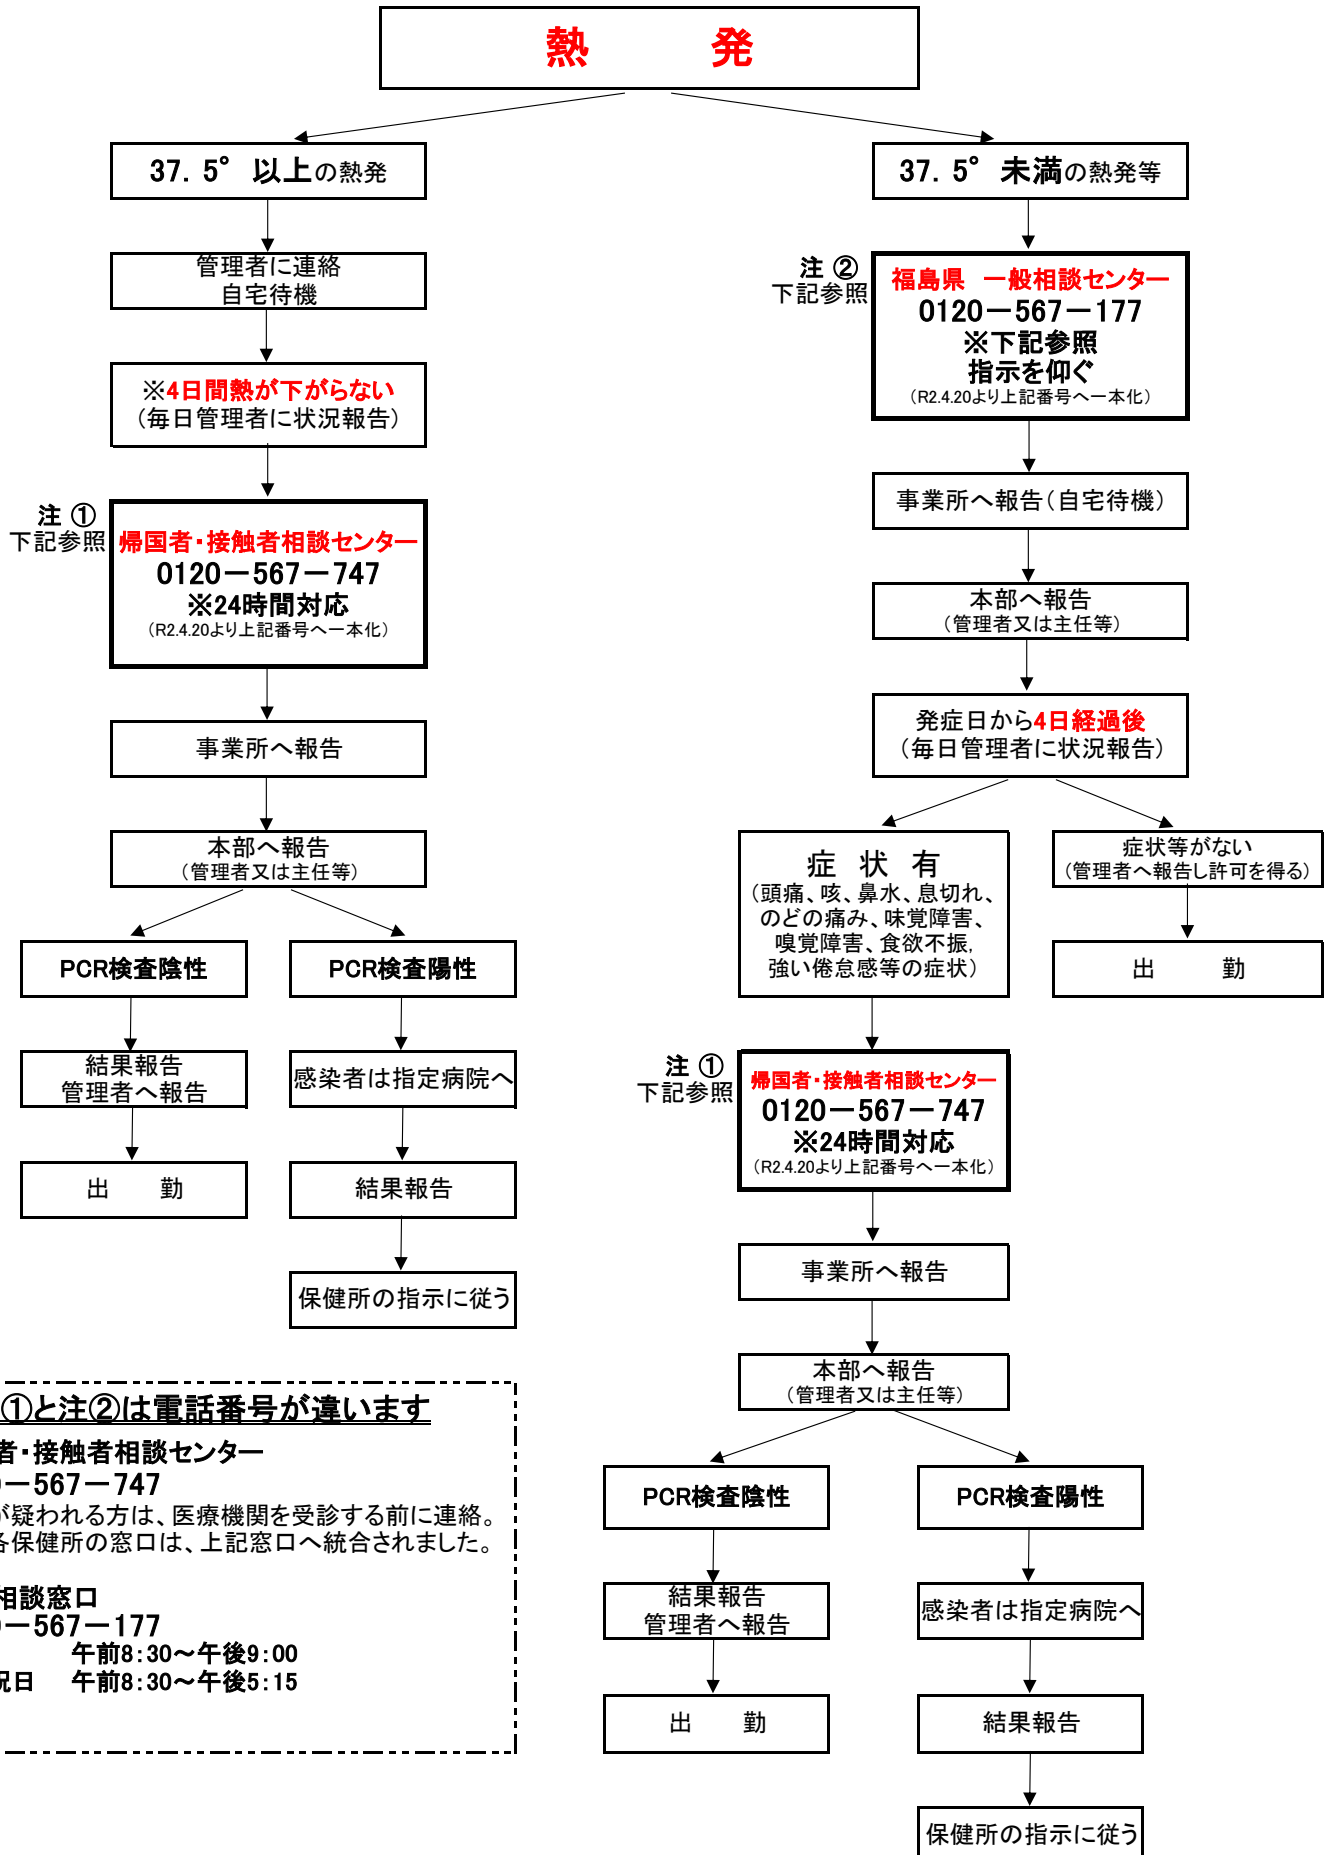 熱　発
37．5°以上の熱発
管理者に連絡
自宅待機
※4日間熱が下がらない
（毎日管理者に状況報告）
注 ①
下記参照
帰国者・接触者相談センター
0120－567－747
※24時間対応
（R2.4.20より上記番号へ一本化）
事業所へ報告
本部へ報告
（管理者又は主任等）
PCR検査陰性
結果報告
管理者へ報告
出　勤
PCR検査陽性
感染者は指定病院へ
結果報告
保健所の指示に従う
37．5°未満の熱発等
注 ②
下記参照
福島県　一般相談センター
0120－567－177
※下記参照
指示を仰ぐ
（R2.4.20より上記番号へ一本化）
事業所へ報告（自宅待機）
本部へ報告
（管理者又は主任等）
発症日から4日経過後
（毎日管理者に状況報告）
症　状　有
（頭痛、咳、鼻水、息切れ、
のどの痛み、味覚障害、
嗅覚障害、食欲不振,
強い倦怠感等の症状）
症状等がない
（管理者へ報告し許可を得る）
出　勤
注 ①
下記参照
帰国者・接触者相談センター
0120－567－747
※24時間対応
（R2.4.20より上記番号へ一本化）
事業所へ報告
本部へ報告
（管理者又は主任等）
PCR検査陰性
結果報告
管理者へ報告
出　勤
PCR検査陽性
感染者は指定病院へ
結果報告
保健所の指示に従う
①と注②は電話番号が違います
者・接触者相談センター
－567－747
が疑われる方は、医療機関を受診する前に連絡。
各保健所の窓口は、上記窓口へ統合されました。
相談窓口
－567－177
午前8：30～午後9：00
祝日　午前8：30～午後5：15